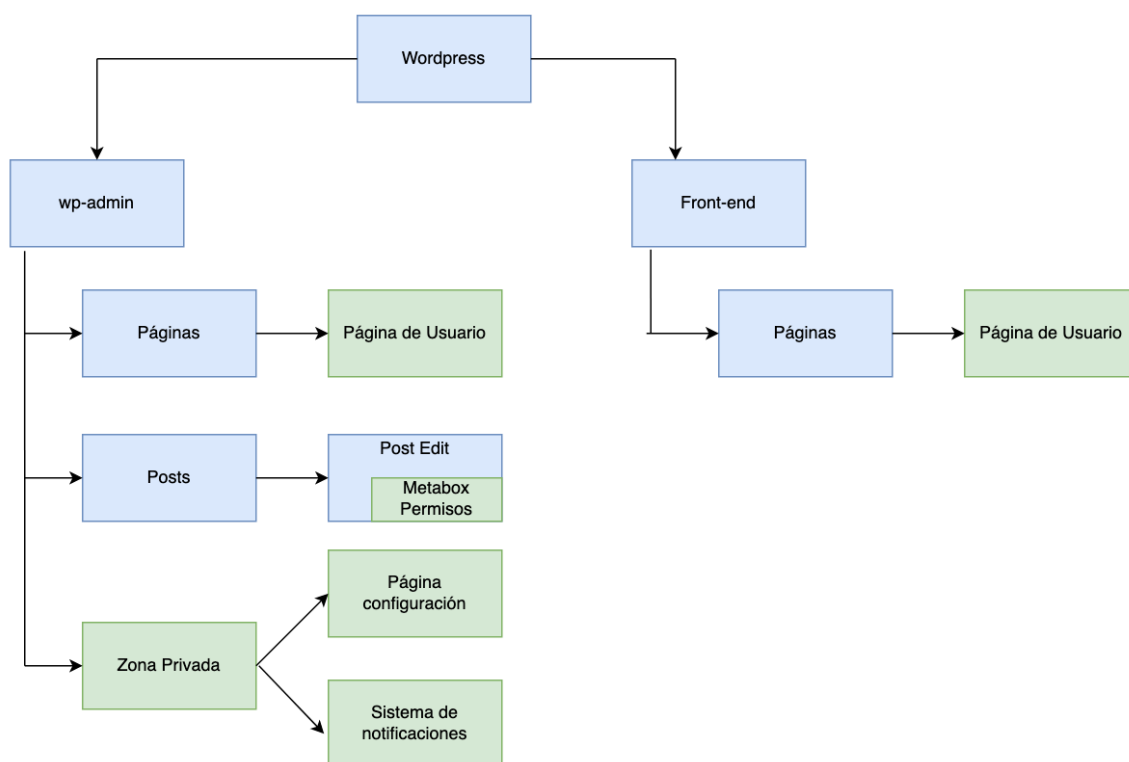 Wordpress
wp-admin
Front-end
Páginas
Página de Usuario
Páginas
Página de Usuario
Posts
Post Edit
Metabox
Permisos
Página
configuración
Zona Privada
Sistema de
notificaciones